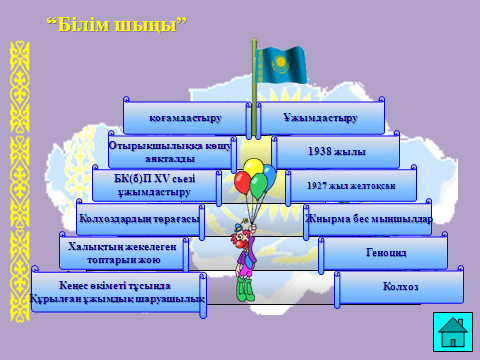 “Білім шыңы”
қоғамдастыру
Ұжымдастыру
Отырықшылыққа көшу
аяқталды
1938 жылы
БК(б)П XV сьезі
ұжымдастыру
1927 жыл желтоқсан
Колхоздардың төрағасы
Жиырма бес мыңшылдар
Халықтың жекелеген
топтарын жою
Геноцид
Кеңес өкіметі тұсында
Құрылған ұжымдық шаруашылық
Колхоз